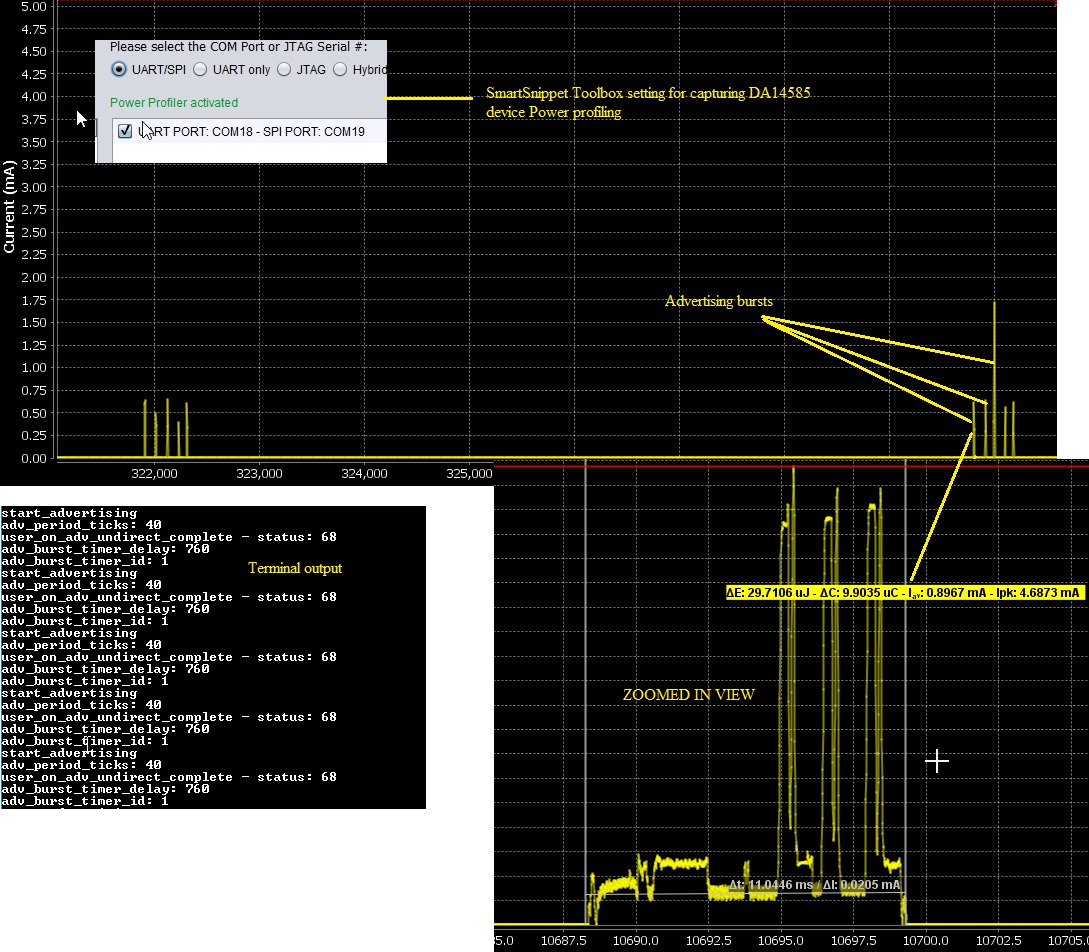 5.00
4.75
4.50
4.25
4.00
3.75
3.50
3.25
3.00
2.75
2.50
2.25
2.00
1.75
1.50
1.25
1.00
0.75
0.50
0.25
0.00
Current (mA)
Please select the COM Port or JTAG Serial #:
UART/SPI UART only JTAG Hybrid
Power Profiler activated
UART PORT: COM18 - SPI PORT: COM19
SmartSnippet Toolbox setting for capturing DA14585
device Power profiling
Advertising bursts
322,000 323,000 324,000 325,000
start_advertising
adv_period_ticks: 40
user_on_adv_undirect_complete - status: 68
adv_burst_timer_delay: 760
adv_burst_timer_id: 1
start_advertising
adv_period_ticks: 40
user_on_adv_undirect_complete - status: 68
adv_burst_timer_delay: 760
adv_burst_timer_id: 1
start_advertising
adv_period_ticks: 40
user_on_adv_undirect_complete - status: 68
adv_burst_timer_delay: 760
adv_burst_timer_id: 1
start_advertising
adv_period_ticks: 40
user_on_adv_undirect_complete - status: 68
adv_burst_timer_delay: 760
adv_burst_timer_id: 1
start_advertising
adv_period_ticks: 40
user_on_adv_undirect_complete - status: 68
adv_burst_timer_delay: 760
adv_burst_timer_id: 1
Terminal output
ΔE: 29.7106 uJ - ΔC: 9.9035 uC - Iav: 0.8967 mA - Ipk: 4.6873 mA
ZOOMED IN VIEW
Δt: 11.0446 ms / ΔI: 0.0205 mA
35.0 10687.5 10690.0 10692.5 10695.0 10697.5 10700.0 10702.5 10705.0